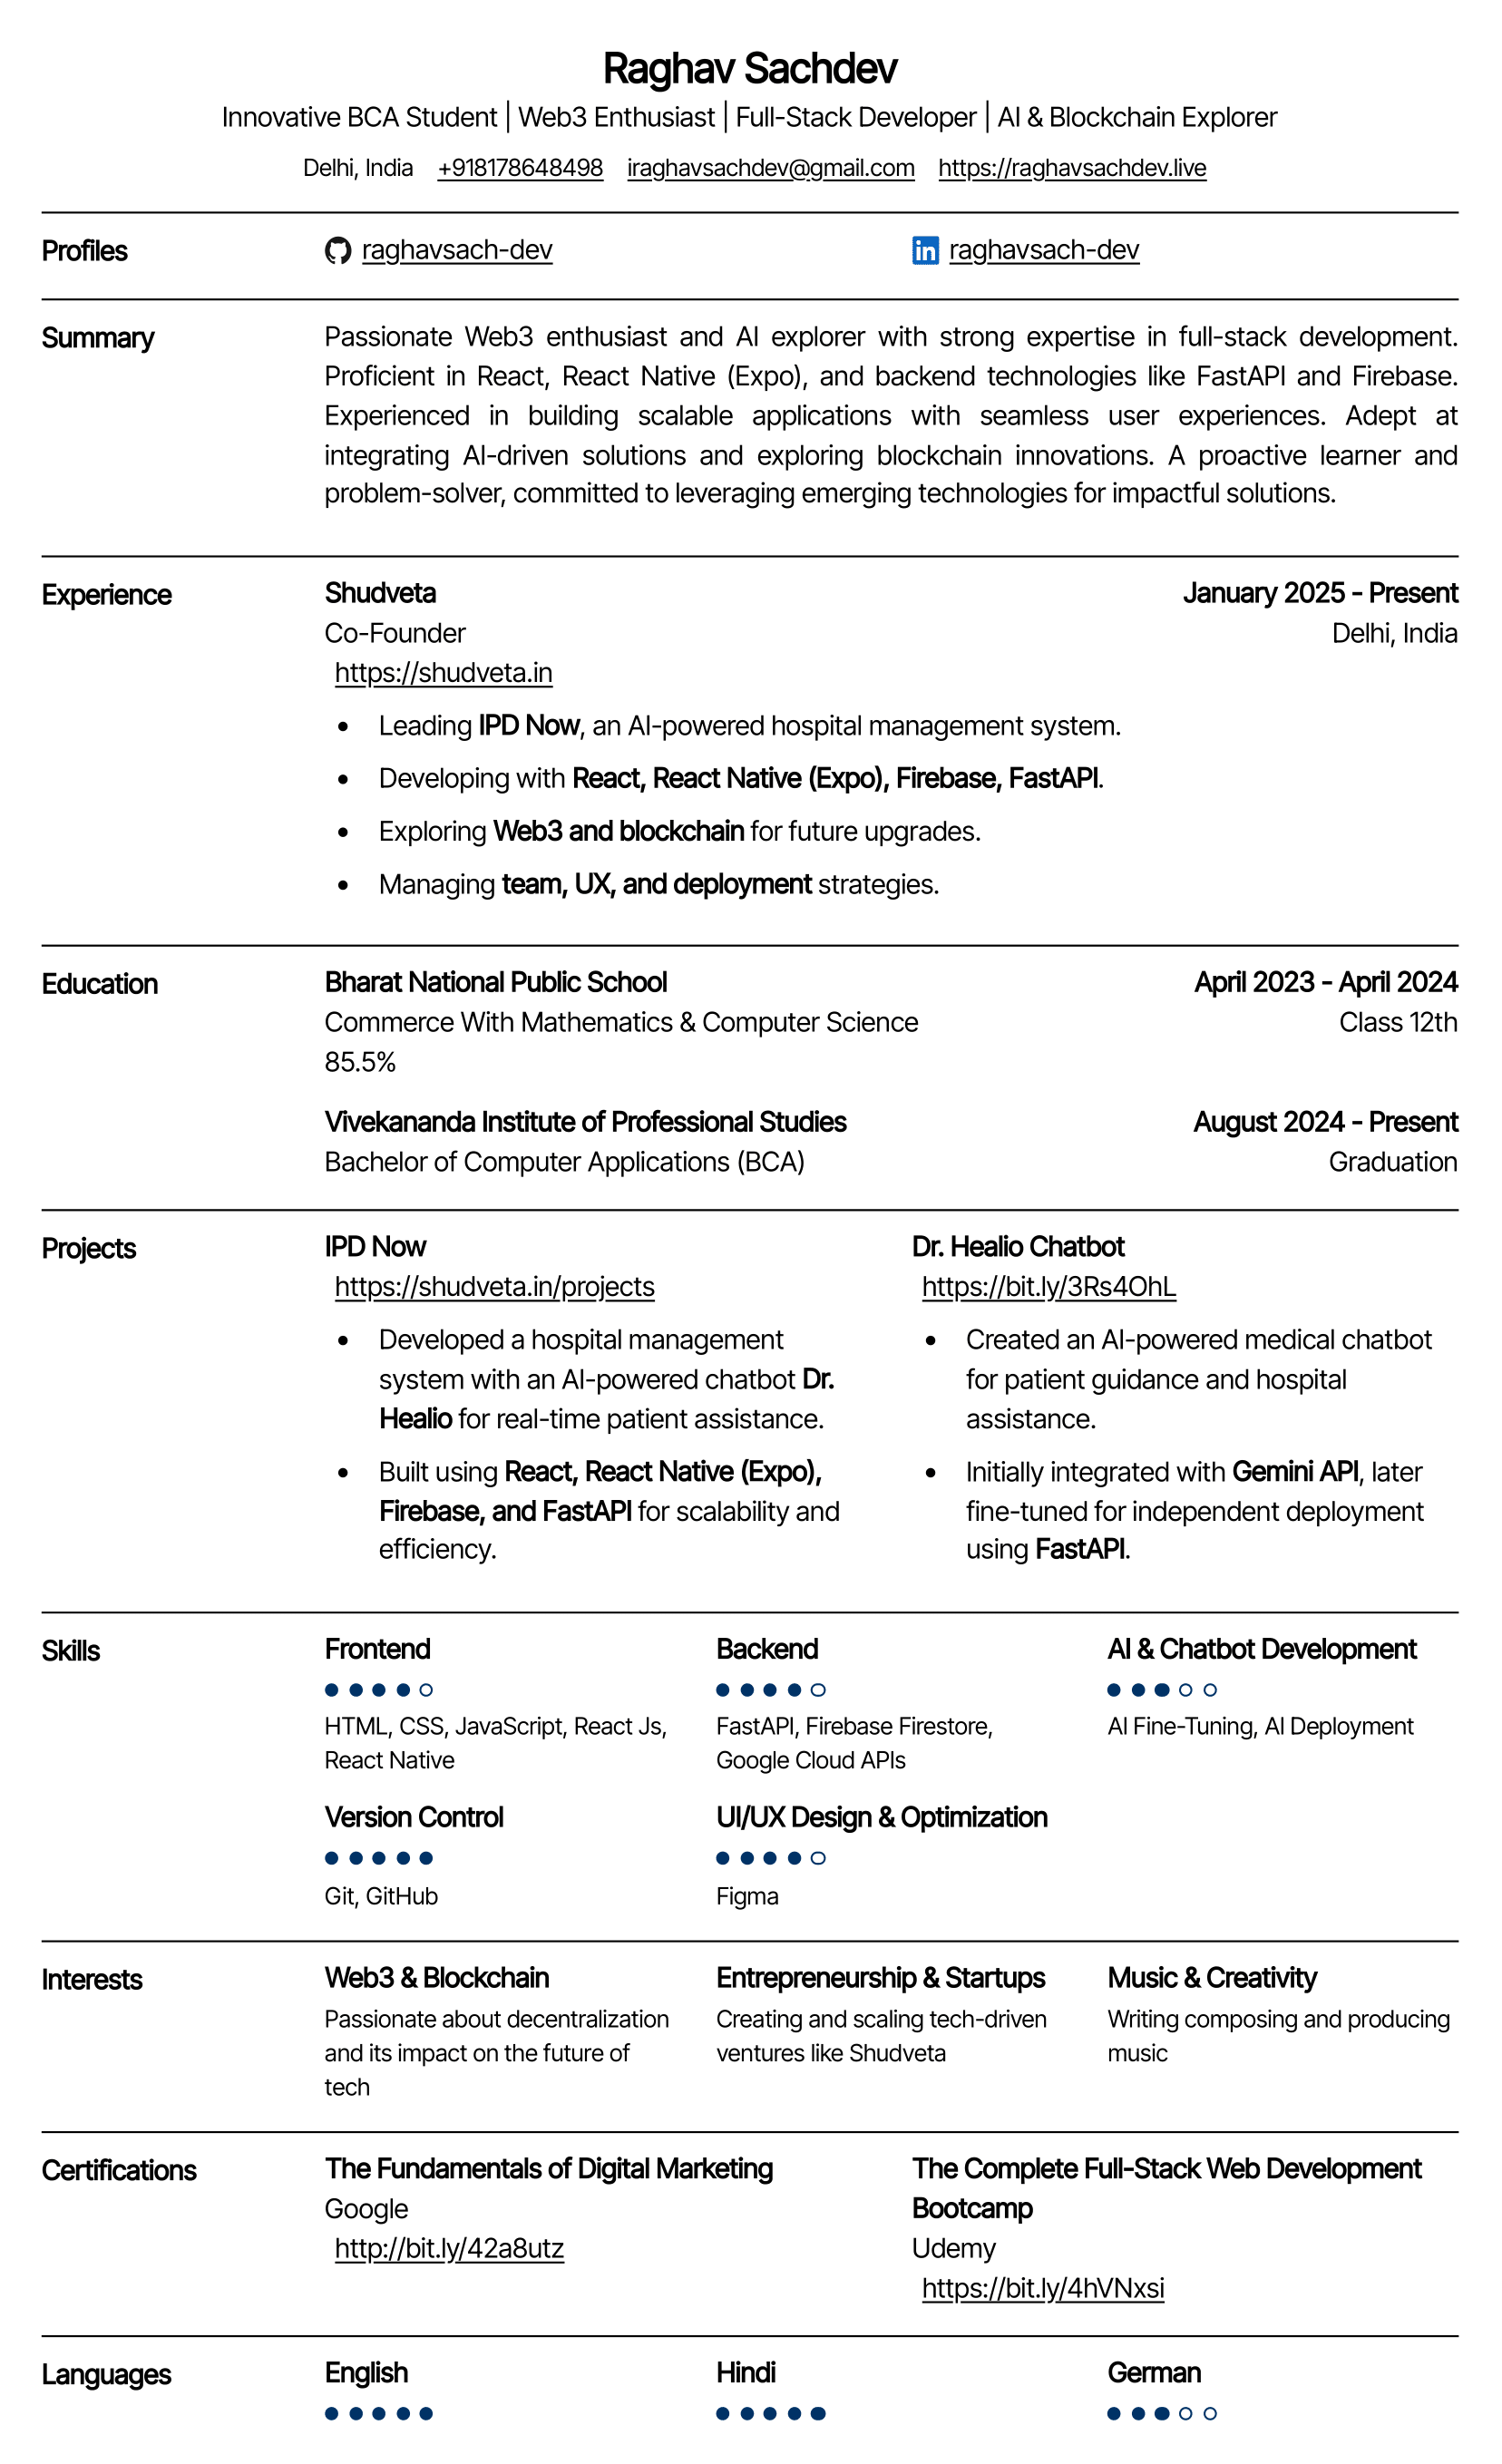 Raghav Sachdev
Innovative BCA Student | Web3 Enthusiast | Full-Stack Developer | AI & Blockchain Explorer
Delhi, India +918178648498 iraghavsachdev@gmail.com https://raghavsachdev.live
Profiles
raghavsach-dev raghavsach-dev
Summary
Passionate Web3 enthusiast and AI explorer with strong expertise in full-stack development.
Proficient in React, React Native (Expo), and backend technologies like FastAPI and Firebase.
Experienced in building scalable applications with seamless user experiences. Adept at
integrating AI-driven solutions and exploring blockchain innovations. A proactive learner and
problem-solver, committed to leveraging emerging technologies for impactful solutions.
Experience
Shudveta January 2025 - Present
Co-Founder Delhi, India
https://shudveta.in
• Leading IPD Now, an AI-powered hospital management system.
• Developing with React, React Native (Expo), Firebase, FastAPI.
• Exploring Web3 and blockchain for future upgrades.
• Managing team, UX, and deployment strategies.
Education
Bharat National Public School April 2023 - April 2024
Commerce With Mathematics & Computer Science Class 12th
85.5%
Vivekananda Institute of Professional Studies August 2024 - Present
Bachelor of Computer Applications (BCA) Graduation
Projects
IPD Now
https://shudveta.in/projects
• Developed a hospital management
system with an AI-powered chatbot Dr.
Healio for real-time patient assistance.
• Built using React, React Native (Expo),
Firebase, and FastAPI for scalability and
efficiency.
Dr. Healio Chatbot
https://bit.ly/3Rs4OhL
• Created an AI-powered medical chatbot
for patient guidance and hospital
assistance.
• Initially integrated with Gemini API, later
fine-tuned for independent deployment
using FastAPI.
Skills
Frontend
HTML, CSS, JavaScript, React Js,
React Native
Backend
FastAPI, Firebase Firestore,
Google Cloud APIs
AI & Chatbot Development
AI Fine-Tuning, AI Deployment
Version Control
Git, GitHub
UI/UX Design & Optimization
Figma
Interests
Web3 & Blockchain
Passionate about decentralization
and its impact on the future of
tech
Entrepreneurship & Startups
Creating and scaling tech-driven
ventures like Shudveta
Music & Creativity
Writing composing and producing
music
Certifications
The Fundamentals of Digital Marketing
Google
http://bit.ly/42a8utz
The Complete Full-Stack Web Development
Bootcamp
Udemy
https://bit.ly/4hVNxsi
Languages
English Hindi German